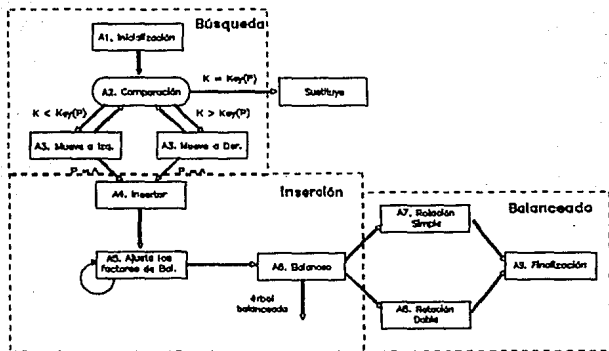 Búsqueda
A1. Inicialización
A2. Comparación
K = Key(P)
Sustituye
K < Key(P)
K > Key(P)
A3. Mueve a Izq.
A3. Mueve a Der.
P = Λ
P = Λ
A4. Insertar
Inserción
Balanceado
A5. Ajusta los
factores de Bal.
A6. Balanceo
A7. Rotación
Simple
A8. Rotación
Doble
A9. Finalización
árbol
balanceado